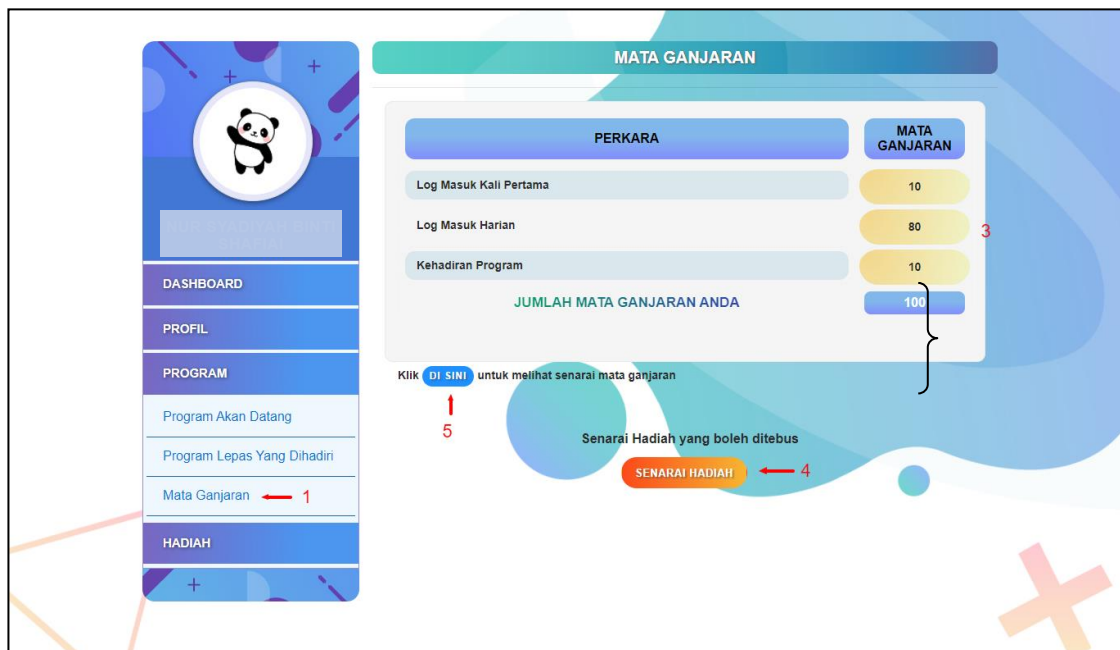 MATA GANJARAN
PERKARA
MATA
GANJARAN
Log Masuk Kali Pertama
10
Log Masuk Harian
80
3
Kehadiran Program
10
JUMLAH MATA GANJARAN ANDA
100
Klik DI SINI untuk melihat senarai mata ganjaran
5
Senarai Hadiah yang boleh ditebus
SENARAI HADIAH
4
DASHBOARD
PROFIL
PROGRAM
Program Akan Datang
Program Lepas Yang Dihadiri
Mata Ganjaran
1
HADIAH